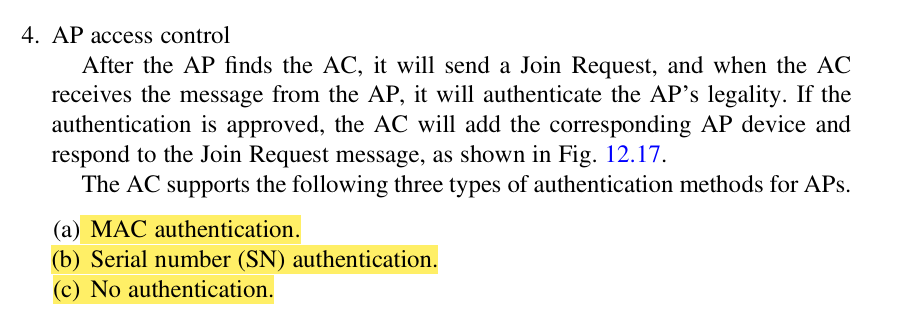 4. AP access control
After the AP finds the AC, it will send a Join Request, and when the AC
receives the message from the AP, it will authenticate the AP's legality. If the
authentication is approved, the AC will add the corresponding AP device and
respond to the Join Request message, as shown in Fig. 12.17.
The AC supports the following three types of authentication methods for APs.
(a) MAC authentication.
(b) Serial number (SN) authentication.
(c) No authentication.